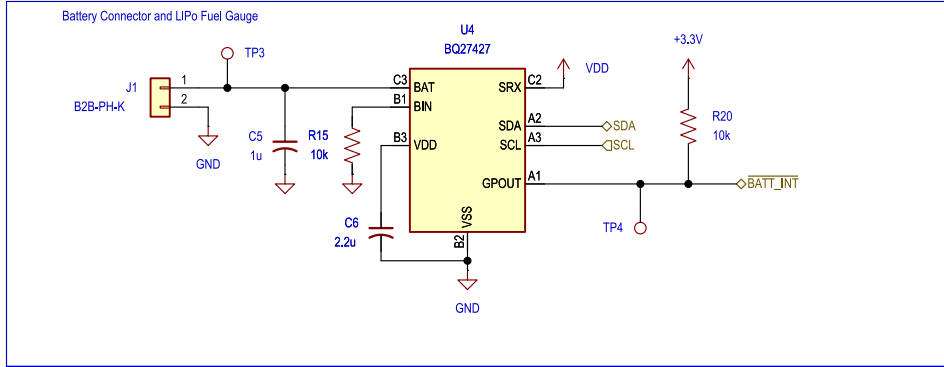 Battery Connector and LIPo Fuel Gauge
U4
BQ27427
TP3
+3.3V
J1
B2B-PH-K
1
2
GND
C5
1u
R15
10k
C3
BAT
B1
BIN
B3
VDD
C2
SRX
VDD
A2
SDA
SDA
A3
SCL
SCL
A1
GPOUT
R20
10k
BATT_INT
TP4
C6
2.2u
VSS
B2
GND